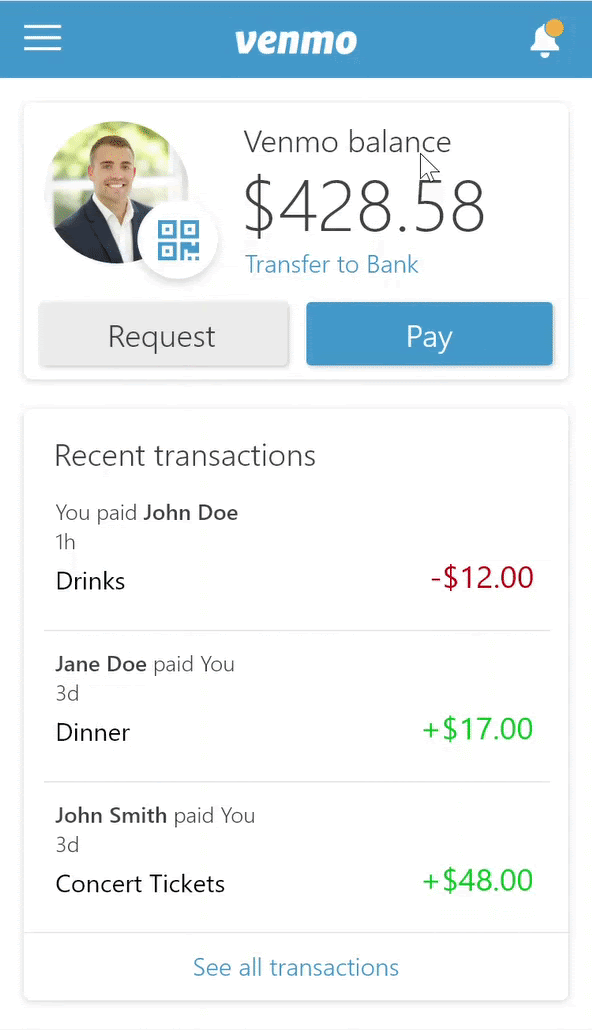 venmo
Venmo balance
$428.58
Transfer to Bank
Request
Pay
Recent transactions
You paid John Doe
1h
Drinks
-$12.00
Jane Doe paid You
3d
Dinner
+$17.00
John Smith paid You
3d
Concert Tickets
+$48.00
See all transactions